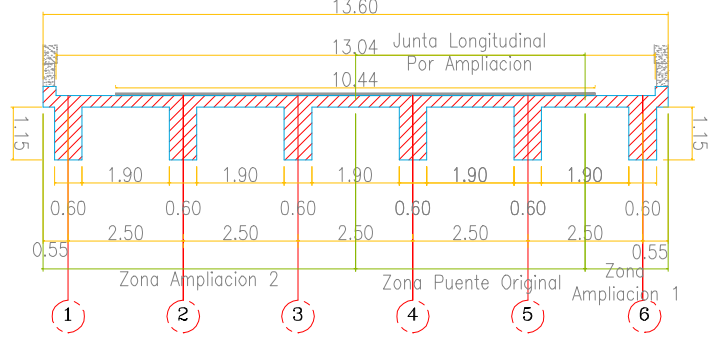 13.60
13.04
Junta Longitudinal
Por Ampliacion
10.44
1.15
1.15
1.90 1.90 1.90 1.90 1.90
0.60 0.60 0.60 0.60 0.60 0.60
2.50 2.50 2.50 2.50 2.50
0.55 0.55
Zona Ampliacion 2
Zona Puente Original
Zona
Ampliacion 1
1 2 3 4 5 6